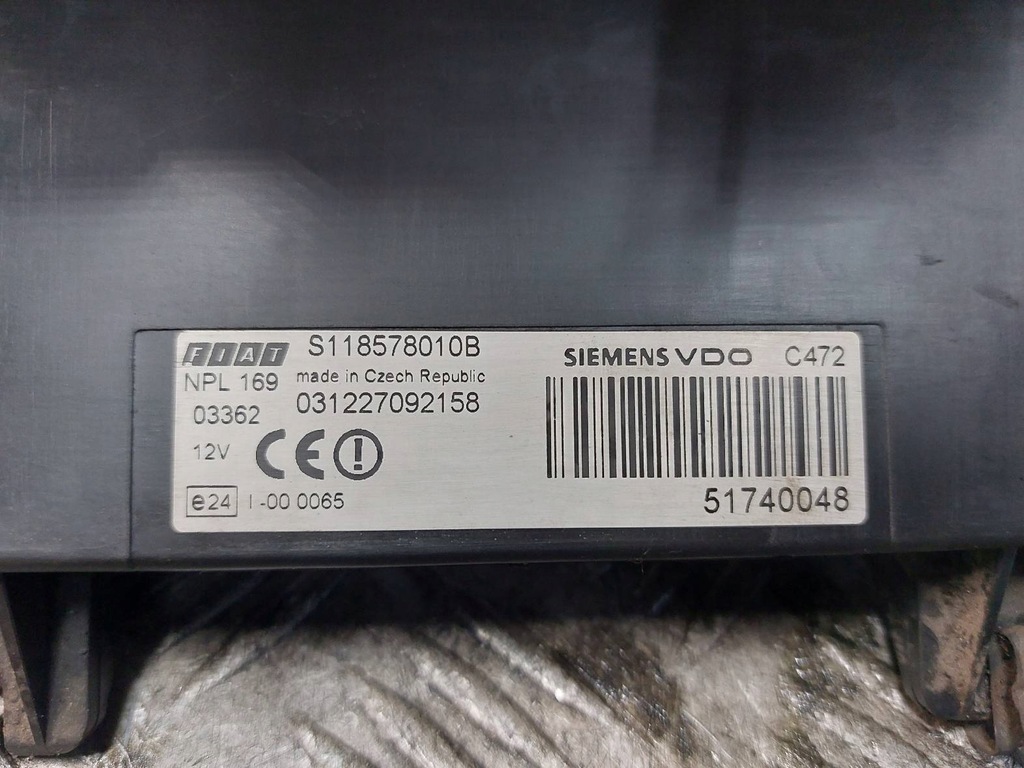 FIAT S118578010B SIEMENS VDO C472
NPL 169 made in Czech Republic
03362 031227092158
12V CE !
e24 I-00 0065 51740048